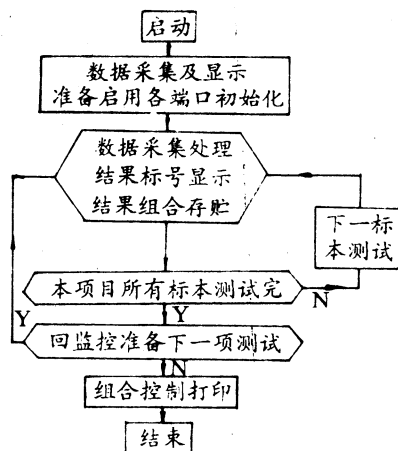 启动
数据采集及显示
准备启用各端口初始化
数据采集处理
结果标号显示
结果组合存贮
下一标
本测试
本项目所有标本测试完
N
Y
Y
回监控准备下一项测试
N
组合控制打印
结束